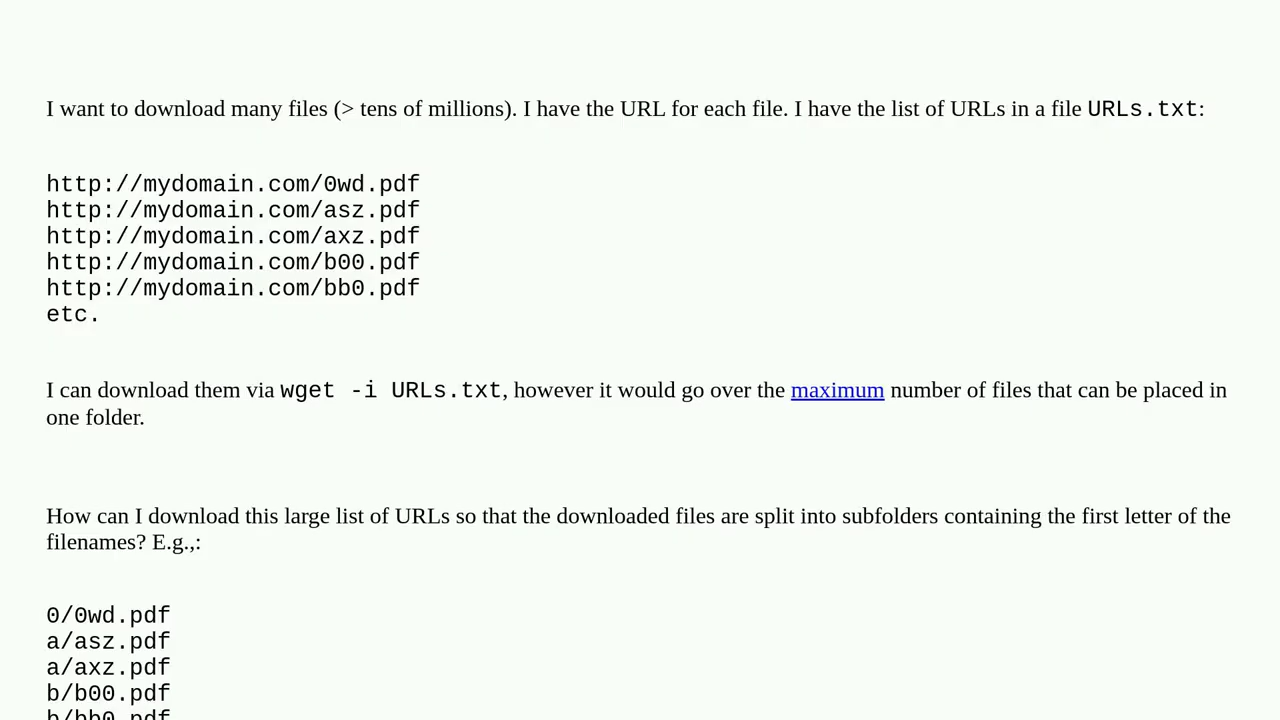 I want to download many files (> tens of millions). I have the URL for each file. I have the list of URLs in a file URLs.txt:
http://mydomain.com/0wd.pdf
http://mydomain.com/asz.pdf
http://mydomain.com/axz.pdf
http://mydomain.com/b00.pdf
http://mydomain.com/bb0.pdf
etc.
I can download them via wget -i URLs.txt, however it would go over the maximum number of files that can be placed in
one folder.
How can I download this large list of URLs so that the downloaded files are split into subfolders containing the first letter of the
filenames? E.g.,:
0/0wd.pdf
a/asz.pdf
a/axz.pdf
b/b00.pdf
b/bb0.pdf